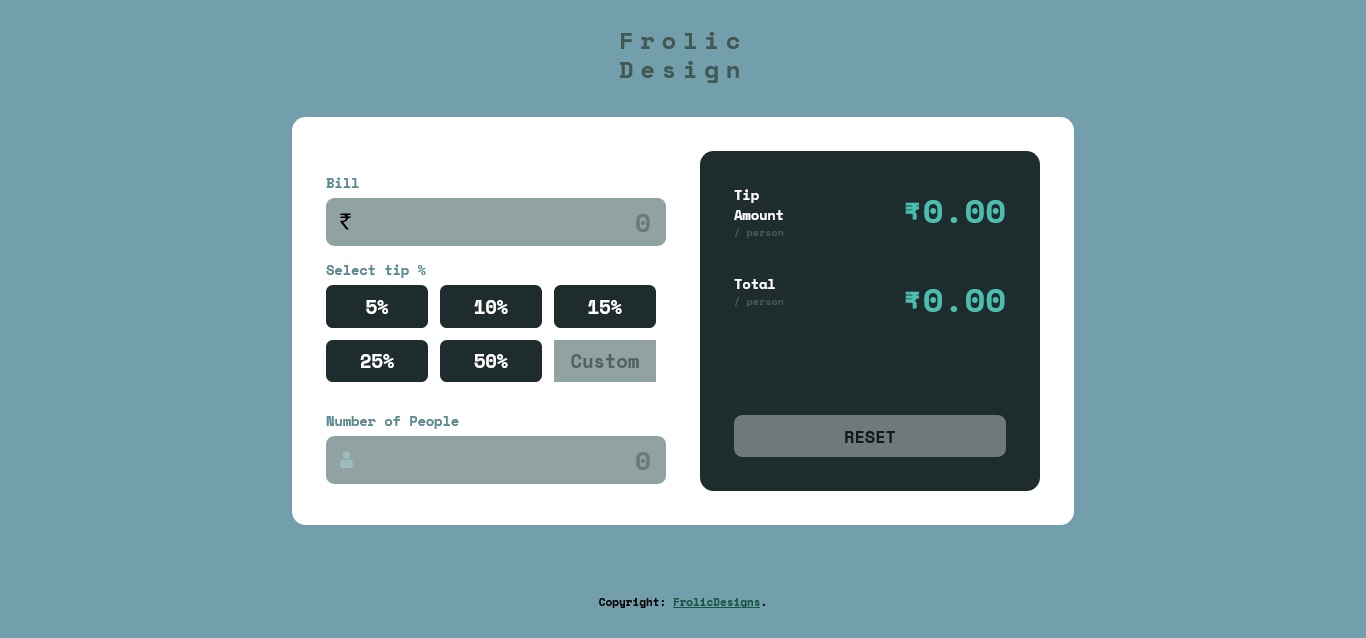 Frolic
Design
Bill
₹
0
Select tip %
5%
10%
15%
25%
50%
Custom
Number of People
0
Tip
Amount
/ person
₹0.00
Total
/ person
₹0.00
RESET
Copyright: FrolicDesigns.